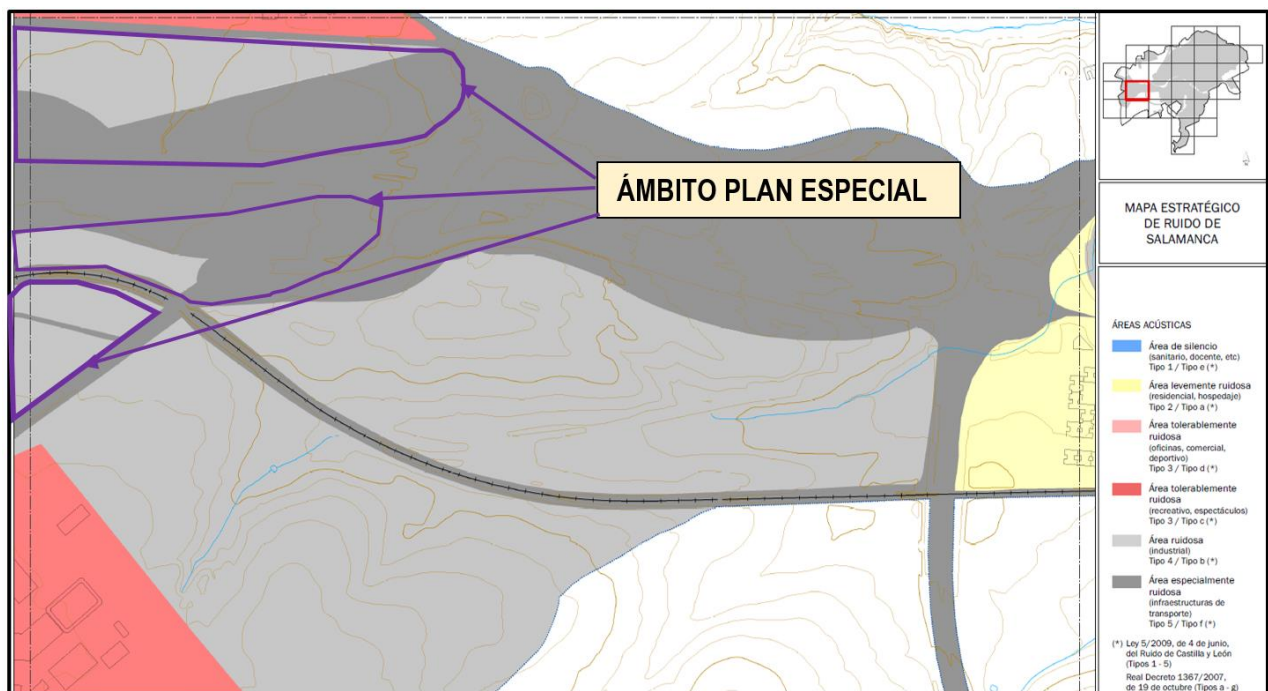 ÁMBITO PLAN ESPECIAL
MAPA ESTRATÉGICO
DE RUIDO DE
SALAMANCA
ÁREAS ACÚSTICAS
Área de silencio
(sanitario, docente, etc)
Tipo 1 / Tipo e (*)
Área levemente ruidosa
(residencial, hospedaje)
Tipo 2 / Tipo a (*)
Área tolerablemente
ruidosa
(oficinas, comercial,
deportivo)
Tipo 3 / Tipo d (*)
Área tolerablemente
ruidosa
(recreativo, espectáculos)
Tipo 3 / Tipo c (*)
Área ruidosa
(industrial)
Tipo 4 / Tipo b (*)
Área especialmente
ruidosa
(infraestructuras de
transporte)
Tipo 5 / Tipo f (*)
(*) Ley 5/2009, de 4 de junio,
del Ruido de Castilla y León
(Tipos 1 - 5)
Real Decreto 1367/2007,
de 19 de octubre (Tipos a - g)